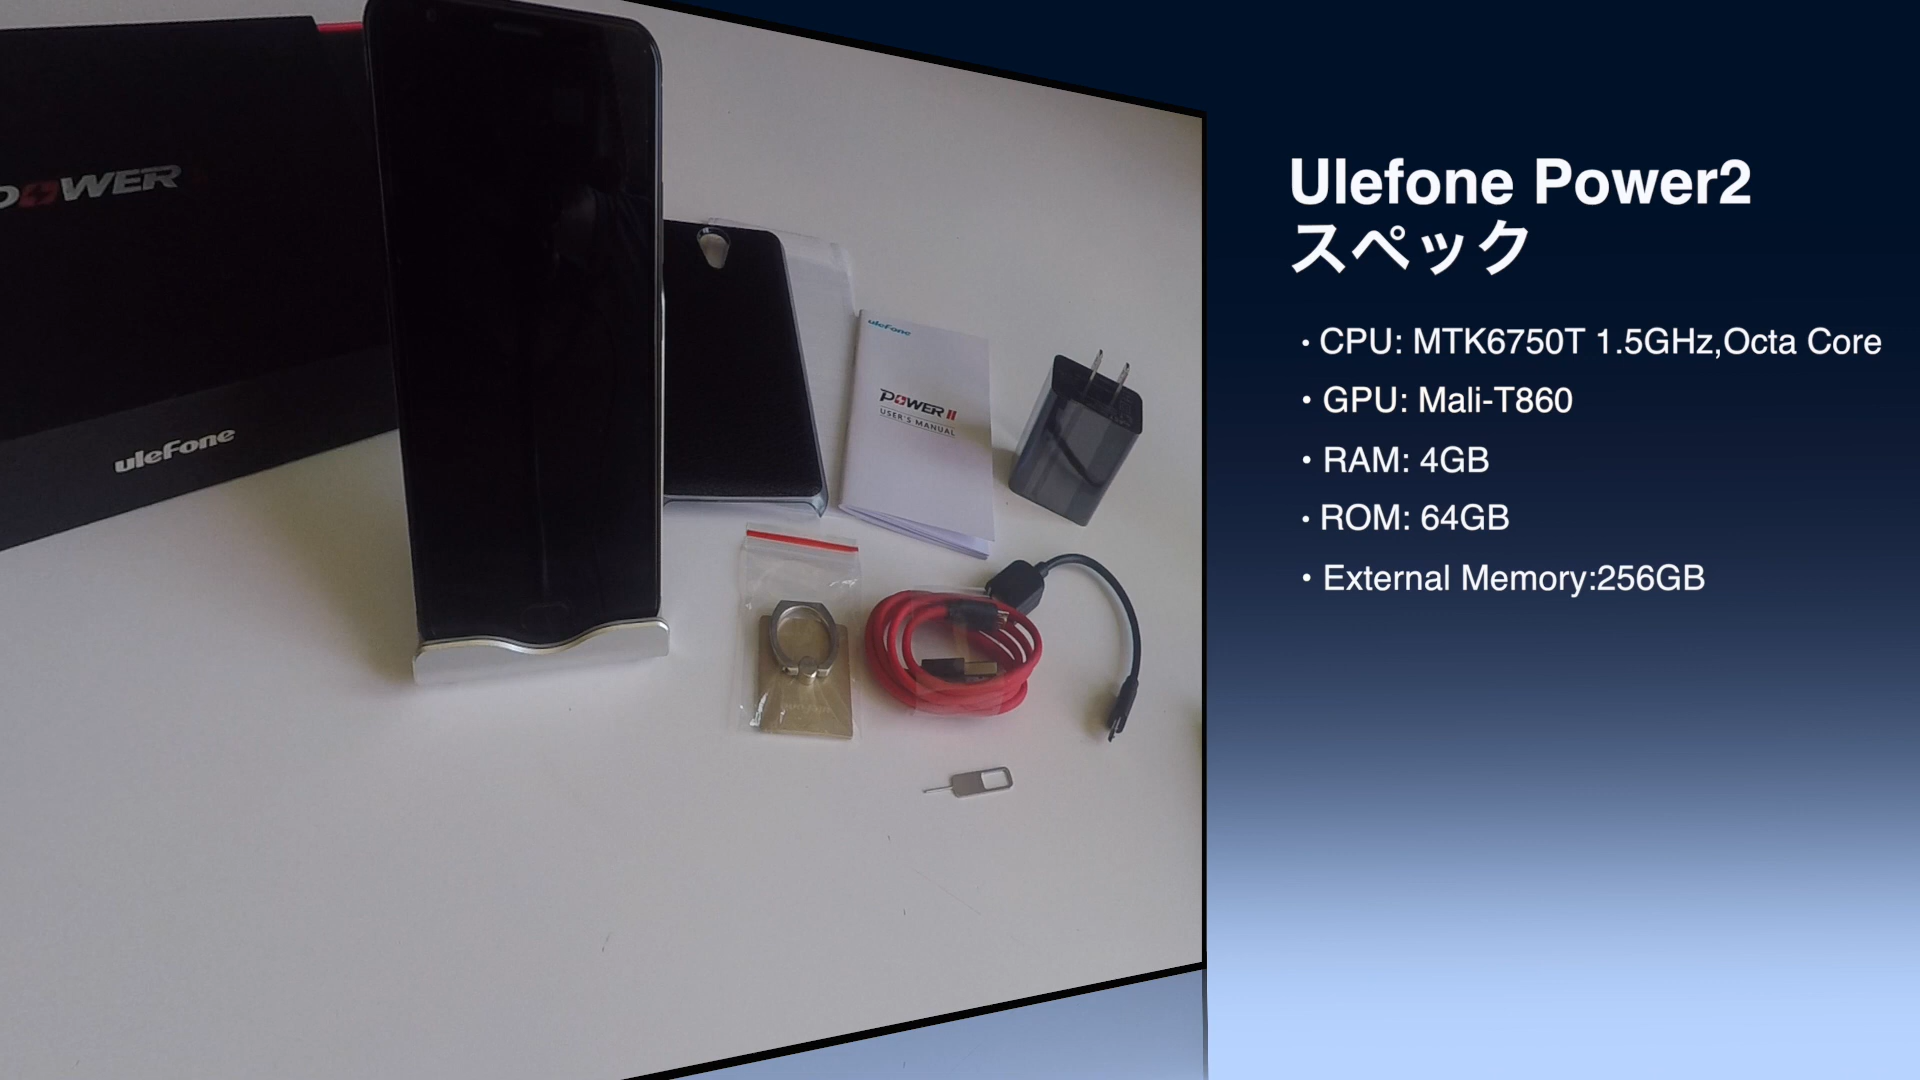 POWER
uleFone
uleFone
POWER II
USER'S MANUAL
Ulefone Power2
スペック
・CPU: MTK6750T 1.5GHz,Octa Core
・GPU: Mali-T860
・RAM: 4GB
・ROM: 64GB
・External Memory:256GB